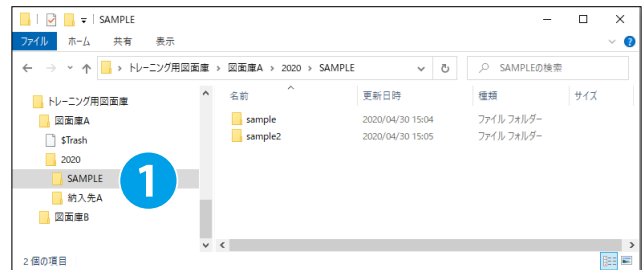 SAMPLE
ファイル ホーム 共有 表示
トレーニング用図面庫 > 図面庫A > 2020 > SAMPLE SAMPLEの検索
トレーニング用図面庫
図面庫A
$Trash
2020
SAMPLE
納入先A
図面庫B
1
名前 更新日時 種類 サイズ
sample 2020/04/30 15:04 ファイル フォルダー
sample2 2020/04/30 15:05 ファイル フォルダー
2 個の項目